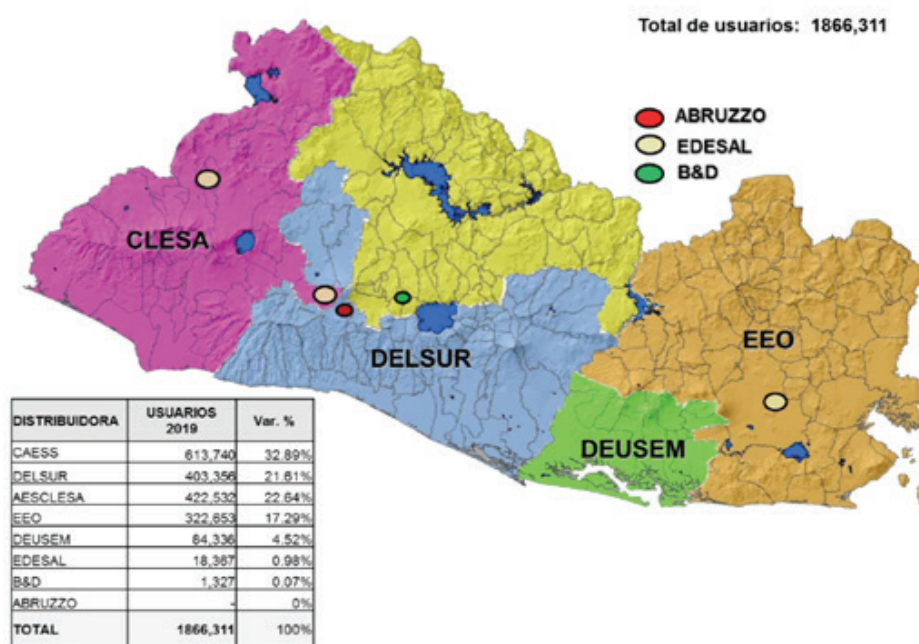 Total de usuarios: 1866,311
ABRUZZO
EDESAL
B&D
CLESA
DELSUR
EEO
DEUSEM
DISTRIBUIDORA USUARIOS 2019 Var. %
CAESS 613,740 32.89%
DELSUR 403,356 21.61%
AESCLESA 422,532 22.64%
EEO 322,653 17.29%
DEUSEM 84,336 4.52%
EDESAL 18,367 0.98%
B&D 1,327 0.07%
ABRUZZO - 0%
TOTAL 1866,311 100%